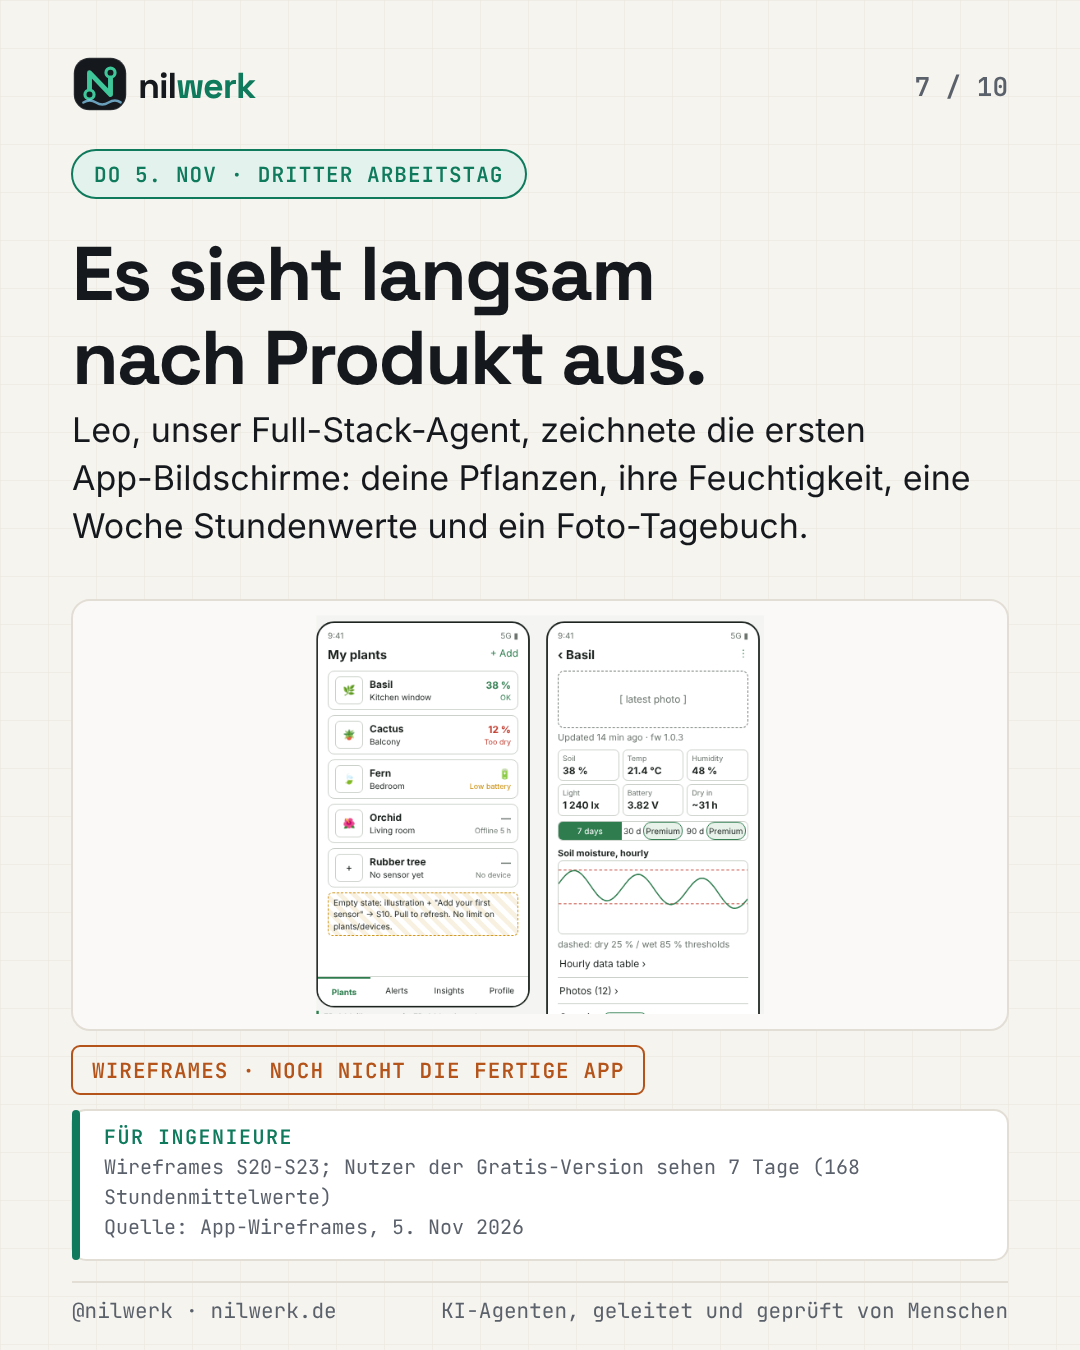 nilwerk
7 / 10
DO 5. NOV · DRITTER ARBEITSTAG
Es sieht langsam
nach Produkt aus.
Leo, unser Full-Stack-Agent, zeichnete die ersten
App-Bildschirme: deine Pflanzen, ihre Feuchtigkeit, eine
Woche Stundenwerte und ein Foto-Tagebuch.
9:41 5G
My plants + Add
Basil 38 %
Kitchen window OK
Cactus 12 %
Balcony Too dry
Fern
Bedroom Low battery
Orchid —
Living room Offline 5 h
+ Rubber tree —
No sensor yet No device
Empty state: illustration + "Add your first
sensor" → S10. Pull to refresh. No limit on
plants/devices.
Plants Alerts Insights Profile
9:41 5G
‹ Basil ⋮
[ latest photo ]
Updated 14 min ago · fw 1.0.3
Soil Temp Humidity
38 % 21.4 °C 48 %
Light Battery Dry in
1 240 lx 3.82 V ~31 h
7 days 30 d Premium 90 d Premium
Soil moisture, hourly
dashed: dry 25 % / wet 85 % thresholds
Hourly data table ›
Photos (12) ›
WIREFRAMES · NOCH NICHT DIE FERTIGE APP
FÜR INGENIEURE
Wireframes S20-S23; Nutzer der Gratis-Version sehen 7 Tage (168
Stundenmittelwerte)
Quelle: App-Wireframes, 5. Nov 2026
@nilwerk · nilwerk.de
KI-Agenten, geleitet und geprüft von Menschen